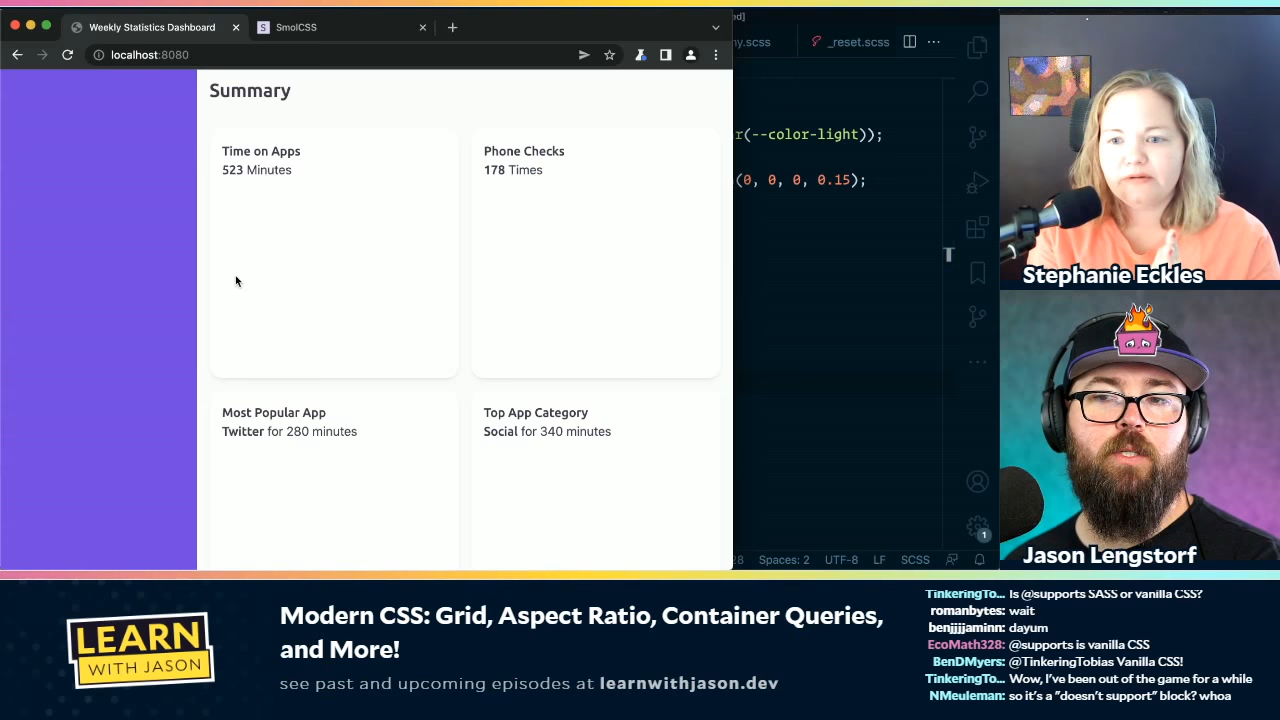 Weekly Statistics Dashboard
S SmolCSS
localhost:8080
Summary
Time on Apps
523 Minutes
Phone Checks
178 Times
Most Popular App
Twitter for 280 minutes
Top App Category
Social for 340 minutes
_reset.scss
r(--color-light));
(0, 0, 0, 0.15);
T
1
Spaces: 2 UTF-8 LF SCSS
Stephanie Eckles
Jason Lengstorf
LEARN
WITH JASON
Modern CSS: Grid, Aspect Ratio, Container Queries,
and More!
see past and upcoming episodes at learnwithjason.dev
TinkeringTo... Is @supports SASS or vanilla CSS?
romanbytes: wait
benjjjjaminn: dayum
EcoMath328: @supports is vanilla CSS
BenDMyers: @TinkeringTobias Vanilla CSS!
TinkeringTo... Wow, I've been out of the game for a while
NMeuleman: so it's a "doesn't support" block? whoa